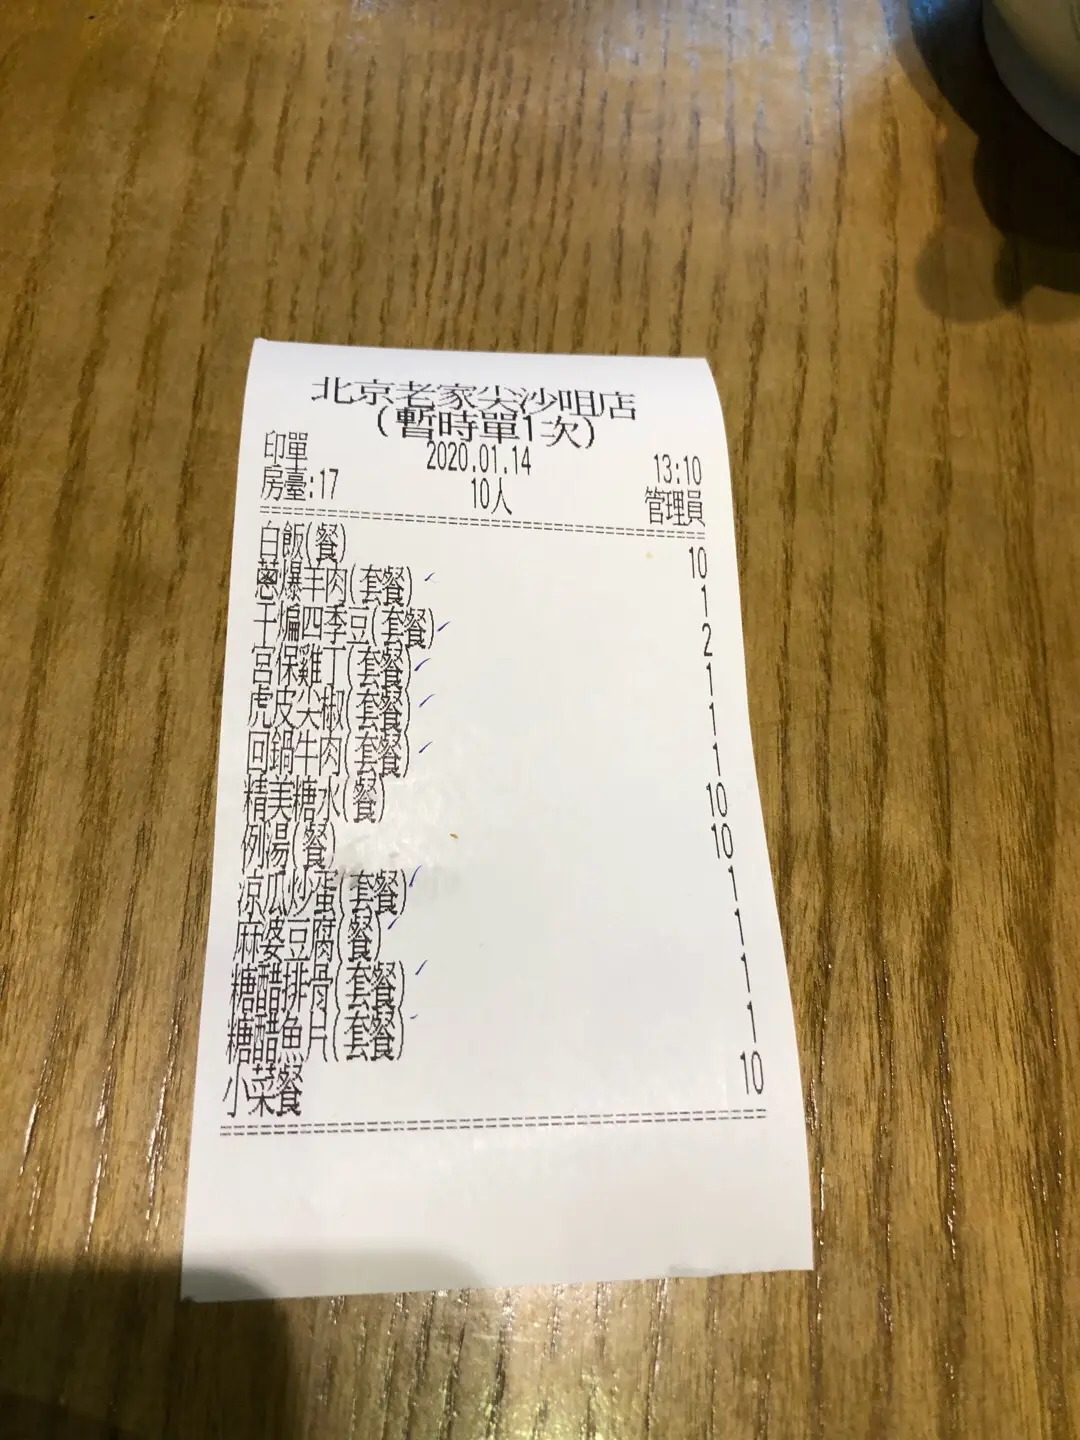 北京老家尖沙咀店
(暫時單1次)
印單 2020.01.14 13:10
房臺:17 10人 管理員
白飯(餐) 10
蔥爆羊肉(套餐) 1
干煸四季豆(套餐) 2
宮保雞丁(套餐) 1
虎皮尖椒(套餐) 1
回鍋牛肉(套餐) 1
精美糖水(餐) 10
例湯(餐) 10
涼瓜炒蛋(套餐) 1
麻婆豆腐(餐) 1
糖醋排骨(套餐) 1
糖醋魚片(套餐) 1
小菜餐 10